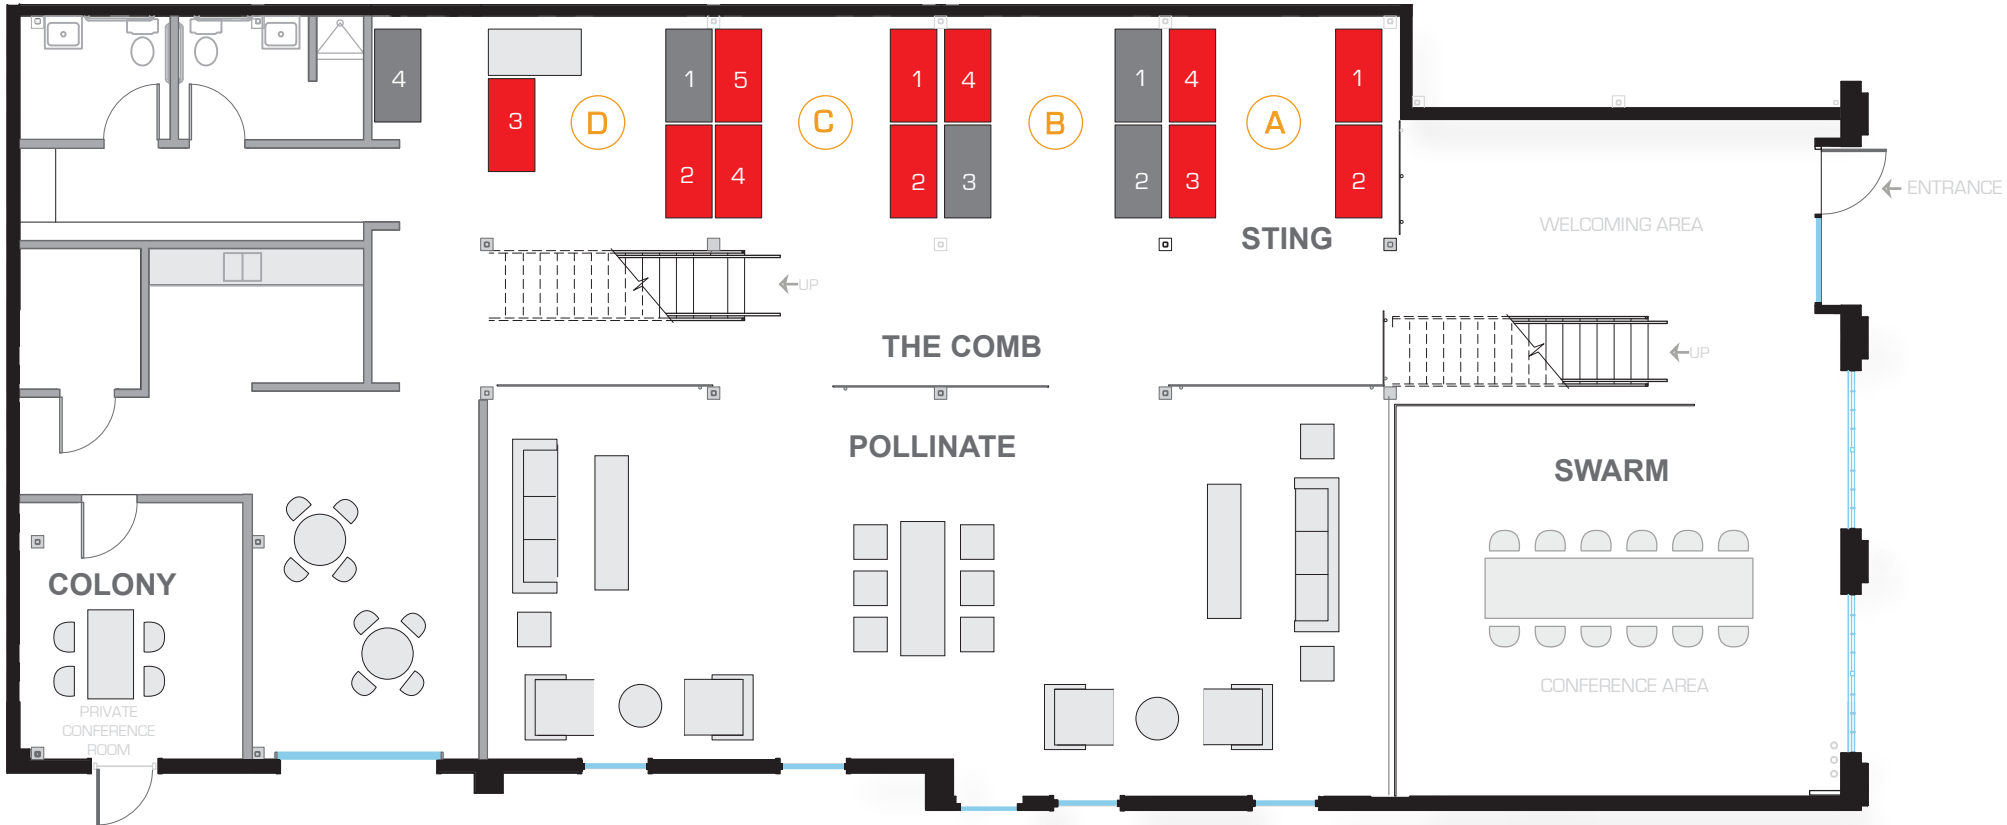 4
3
D
1
5
2
4
C
1
4
2
3
B
1
4
2
3
A
1
2
STING
WELCOMING AREA
ENTRANCE
UP
THE COMB
UP
POLLINATE
SWARM
COLONY
PRIVATE
CONFERENCE
ROOM
CONFERENCE AREA